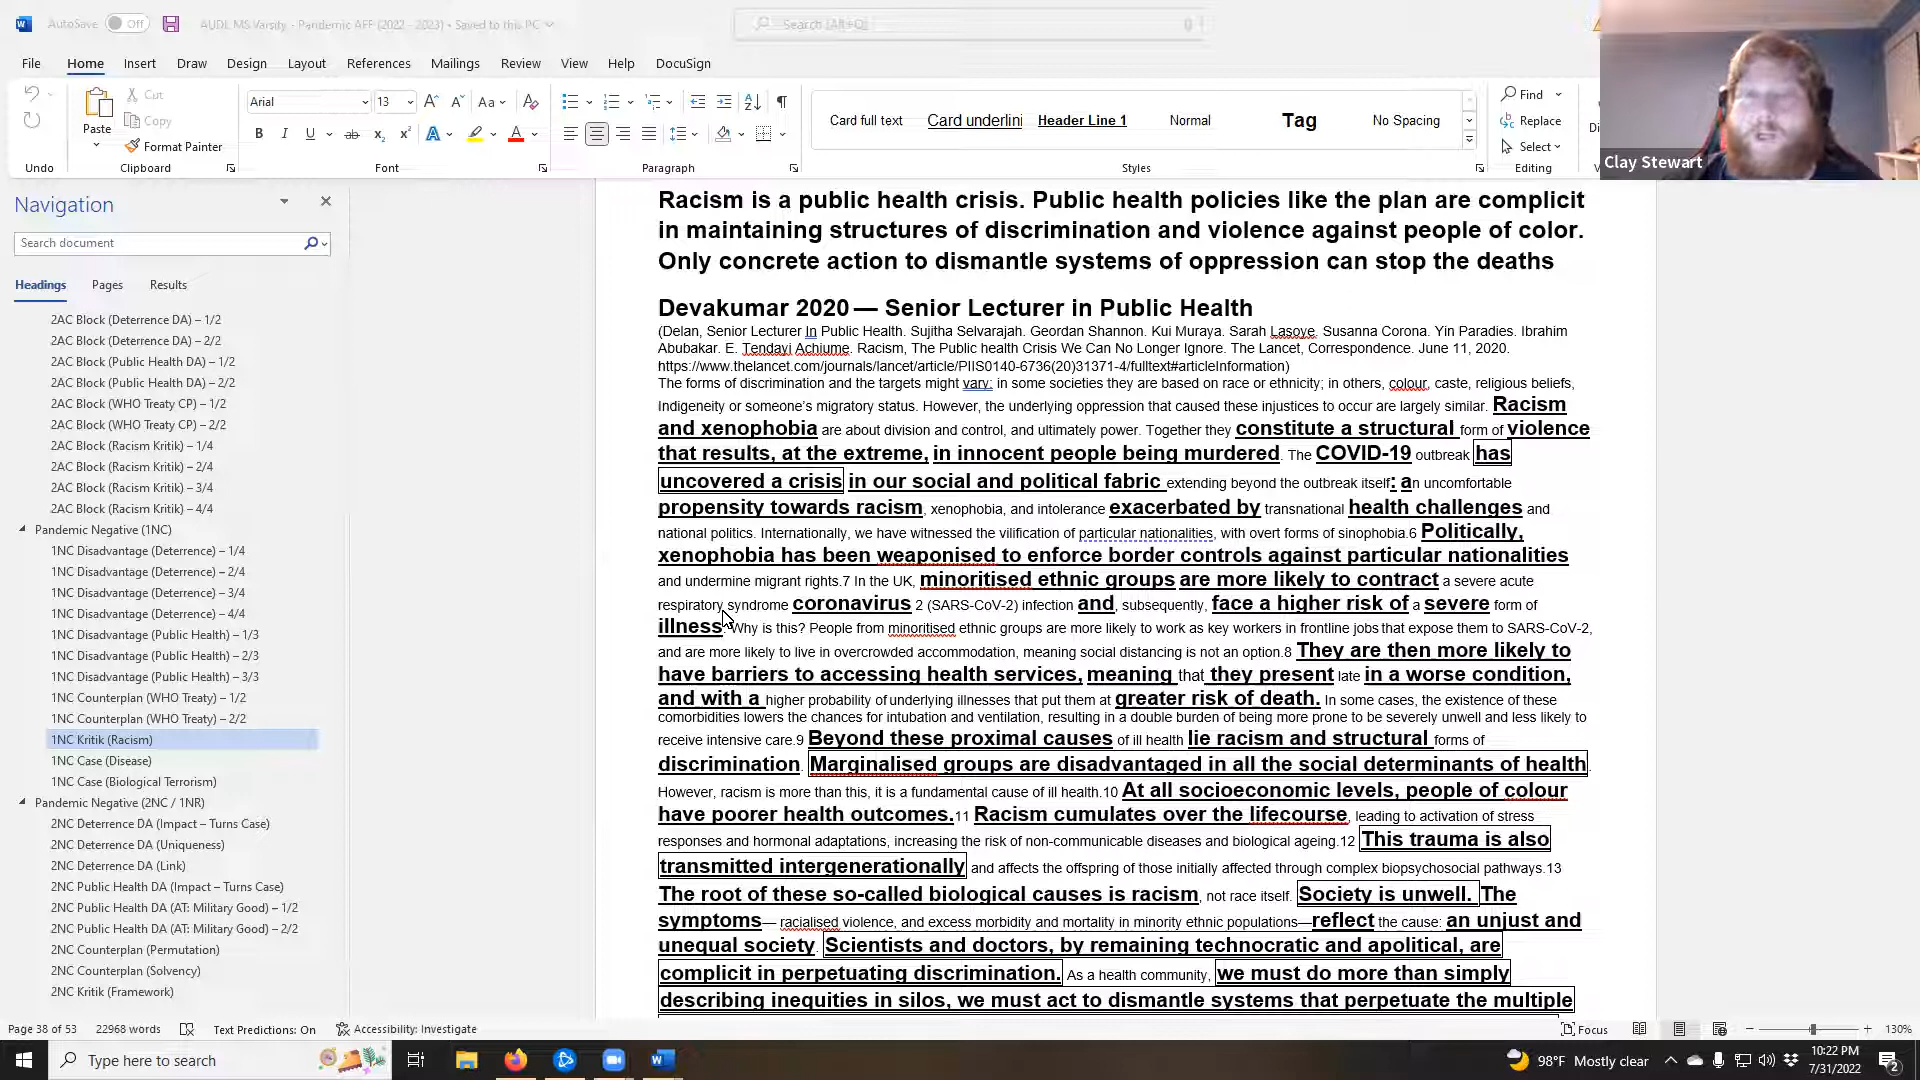 AutoSave Off AUDL MS Varsity - Pandemic AFF (2022 - 2023) • Saved to this PC Search (Alt+Q)
File Home Insert Draw Design Layout References Mailings Review View Help DocuSign
Cut
Copy
Paste
Format Painter
Arial 13
Card full text Card underlini Header Line 1 Normal Tag No Spacing
Find
Replace
Select
Undo Clipboard Font Paragraph Styles Editing
Clay Stewart
Navigation
Search document
Headings Pages Results
2AC Block (Deterrence DA) – 1/2
2AC Block (Deterrence DA) – 2/2
2AC Block (Public Health DA) – 1/2
2AC Block (Public Health DA) – 2/2
2AC Block (WHO Treaty CP) – 1/2
2AC Block (WHO Treaty CP) – 2/2
2AC Block (Racism Kritik) – 1/4
2AC Block (Racism Kritik) – 2/4
2AC Block (Racism Kritik) – 3/4
2AC Block (Racism Kritik) – 4/4
Pandemic Negative (1NC)
1NC Disadvantage (Deterrence) – 1/4
1NC Disadvantage (Deterrence) – 2/4
1NC Disadvantage (Deterrence) – 3/4
1NC Disadvantage (Deterrence) – 4/4
1NC Disadvantage (Public Health) – 1/3
1NC Disadvantage (Public Health) – 2/3
1NC Disadvantage (Public Health) – 3/3
1NC Counterplan (WHO Treaty) – 1/2
1NC Counterplan (WHO Treaty) – 2/2
1NC Kritik (Racism)
1NC Case (Disease)
1NC Case (Biological Terrorism)
Pandemic Negative (2NC / 1NR)
2NC Deterrence DA (Impact – Turns Case)
2NC Deterrence DA (Uniqueness)
2NC Deterrence DA (Link)
2NC Public Health DA (Impact – Turns Case)
2NC Public Health DA (AT: Military Good) – 1/2
2NC Public Health DA (AT: Military Good) – 2/2
2NC Counterplan (Permutation)
2NC Counterplan (Solvency)
2NC Kritik (Framework)
Racism is a public health crisis. Public health policies like the plan are complicit
in maintaining structures of discrimination and violence against people of color.
Only concrete action to dismantle systems of oppression can stop the deaths
Devakumar 2020 — Senior Lecturer in Public Health
(Delan, Senior Lecturer In Public Health. Sujitha Selvarajah. Geordan Shannon. Kui Muraya. Sarah Lasoye. Susanna Corona. Yin Paradies. Ibrahim
Abubakar. E. Tendayi Achiume. Racism, The Public health Crisis We Can No Longer Ignore. The Lancet, Correspondence. June 11, 2020.
https://www.thelancet.com/journals/lancet/article/PIIS0140-6736(20)31371-4/fulltext#articleInformation)
The forms of discrimination and the targets might vary: in some societies they are based on race or ethnicity; in others, colour, caste, religious beliefs,
Indigeneity or someone's migratory status. However, the underlying oppression that caused these injustices to occur are largely similar. Racism
and xenophobia are about division and control, and ultimately power. Together they constitute a structural form of violence
that results, at the extreme, in innocent people being murdered. The COVID-19 outbreak has
uncovered a crisis in our social and political fabric extending beyond the outbreak itself: an uncomfortable
propensity towards racism, xenophobia, and intolerance exacerbated by transnational health challenges and
national politics. Internationally, we have witnessed the vilification of particular nationalities, with overt forms of sinophobia.6 Politically,
xenophobia has been weaponised to enforce border controls against particular nationalities
and undermine migrant rights.7 In the UK, minoritised ethnic groups are more likely to contract a severe acute
respiratory syndrome coronavirus 2 (SARS-CoV-2) infection and, subsequently, face a higher risk of a severe form of
illness. Why is this? People from minoritised ethnic groups are more likely to work as key workers in frontline jobs that expose them to SARS-CoV-2,
and are more likely to live in overcrowded accommodation, meaning social distancing is not an option.8 They are then more likely to
have barriers to accessing health services, meaning that they present late in a worse condition,
and with a higher probability of underlying illnesses that put them at greater risk of death. In some cases, the existence of these
comorbidities lowers the chances for intubation and ventilation, resulting in a double burden of being more prone to be severely unwell and less likely to
receive intensive care.9 Beyond these proximal causes of ill health lie racism and structural forms of
discrimination. Marginalised groups are disadvantaged in all the social determinants of health.
However, racism is more than this, it is a fundamental cause of ill health.10 At all socioeconomic levels, people of colour
have poorer health outcomes.11 Racism cumulates over the lifecourse, leading to activation of stress
responses and hormonal adaptations, increasing the risk of non-communicable diseases and biological ageing.12 This trauma is also
transmitted intergenerationally and affects the offspring of those initially affected through complex biopsychosocial pathways.13
The root of these so-called biological causes is racism, not race itself. Society is unwell. The
symptoms— racialised violence, and excess morbidity and mortality in minority ethnic populations—reflect the cause: an unjust and
unequal society. Scientists and doctors, by remaining technocratic and apolitical, are
complicit in perpetuating discrimination. As a health community, we must do more than simply
describing inequities in silos, we must act to dismantle systems that perpetuate the multiple
Page 38 of 53 22968 words Text Predictions: On Accessibility: Investigate Focus 130%
Type here to search 98°F Mostly clear 10:22 PM
7/31/2022 2